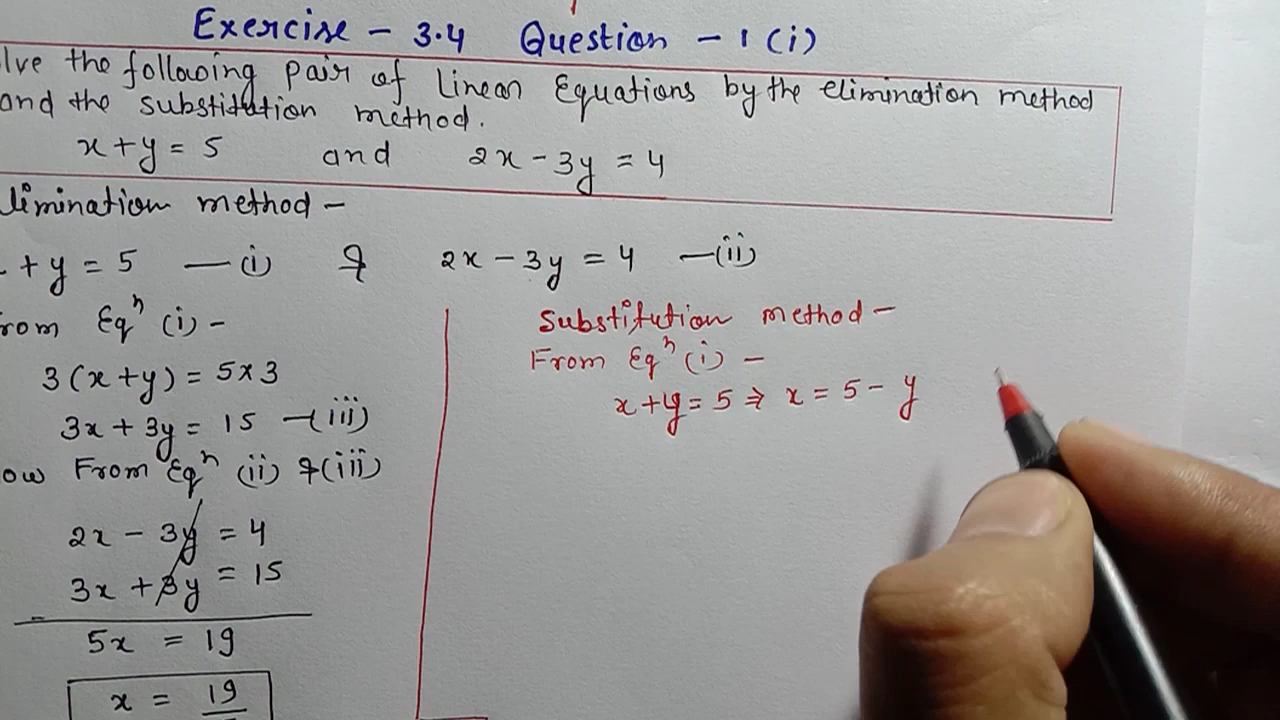 Exercise - 3.4 Question - 1 (i)
lve the following pair of linear Equations by the elimination method
and the substitution method.
x + y = 5 and 2x - 3y = 4
limination method -
+ y = 5 — (i) & 2x - 3y = 4 — (ii)
rom Eqⁿ (i) -
3 (x + y) = 5 × 3
3x + 3y = 15 — (iii)
ow From Eqⁿ (ii) & (iii)
2x - 3y = 4
3x + 3y = 15
5x = 19
x = 19
Substitution method -
From Eqⁿ (i) -
x + y = 5 ⇒ x = 5 - y